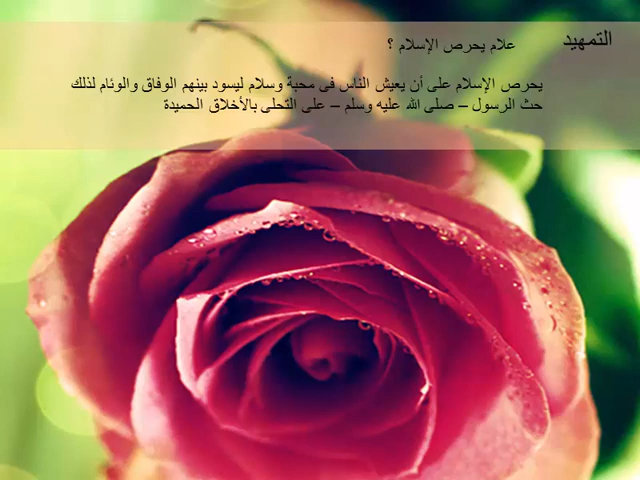 التمهيد
علام يحرص الإسلام ؟
يحرص الإسلام على أن يعيش الناس فى محبة وسلام ليسود بينهم الوفاق والوئام لذلك
حث الرسول – صلى الله عليه وسلم – على التحلى بالأخلاق الحميدة